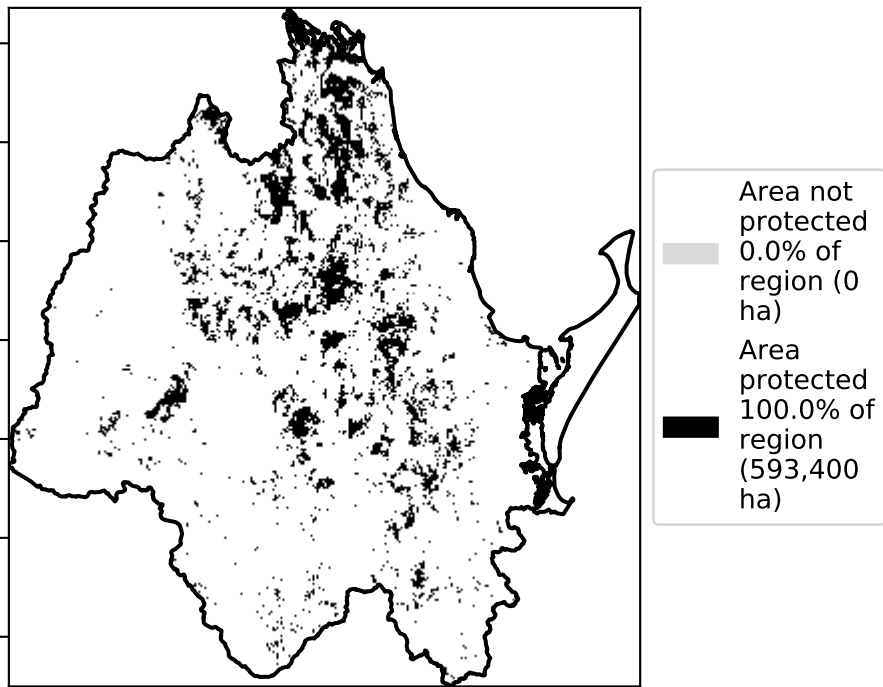 Area not
protected
0.0% of
region (0
ha)
Area
protected
100.0% of
region
(593,400
ha)